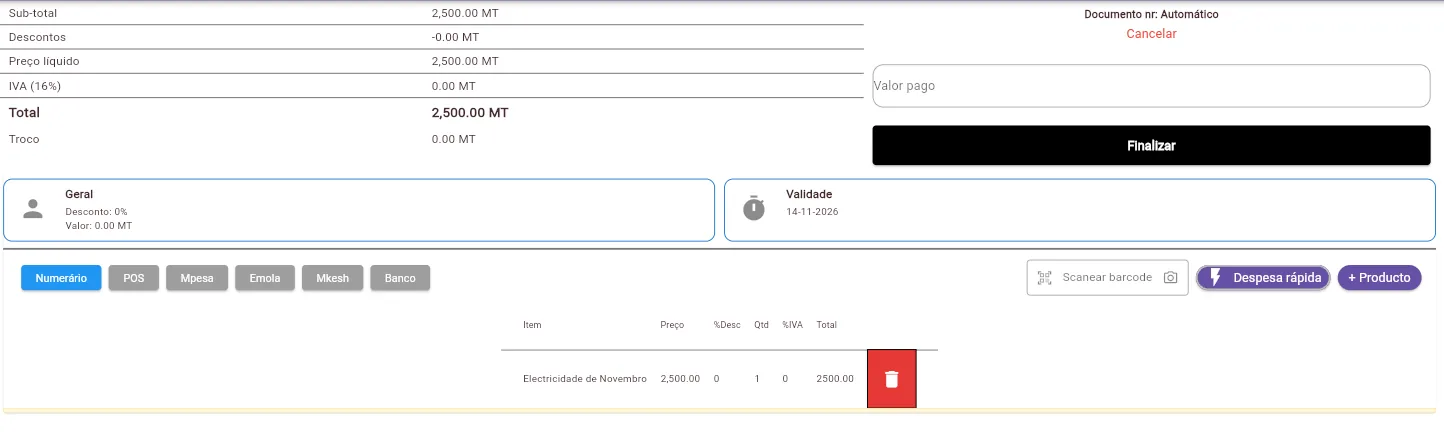 Sub-total 2,500.00 MT
Descontos -0.00 MT
Preço líquido 2,500.00 MT
IVA (16%) 0.00 MT
Total 2,500.00 MT
Troco 0.00 MT
Documento nr: Automático
Cancelar
Valor pago
Finalizar
Geral
Desconto: 0%
Valor: 0.00 MT
Validade
14-11-2026
Numerário POS Mpesa Emola Mkesh Banco Scanear barcode Despesa rápida + Producto
Item Preço %Desc Qtd %IVA Total
Electricidade de Novembro 2,500.00 0 1 0 2500.00